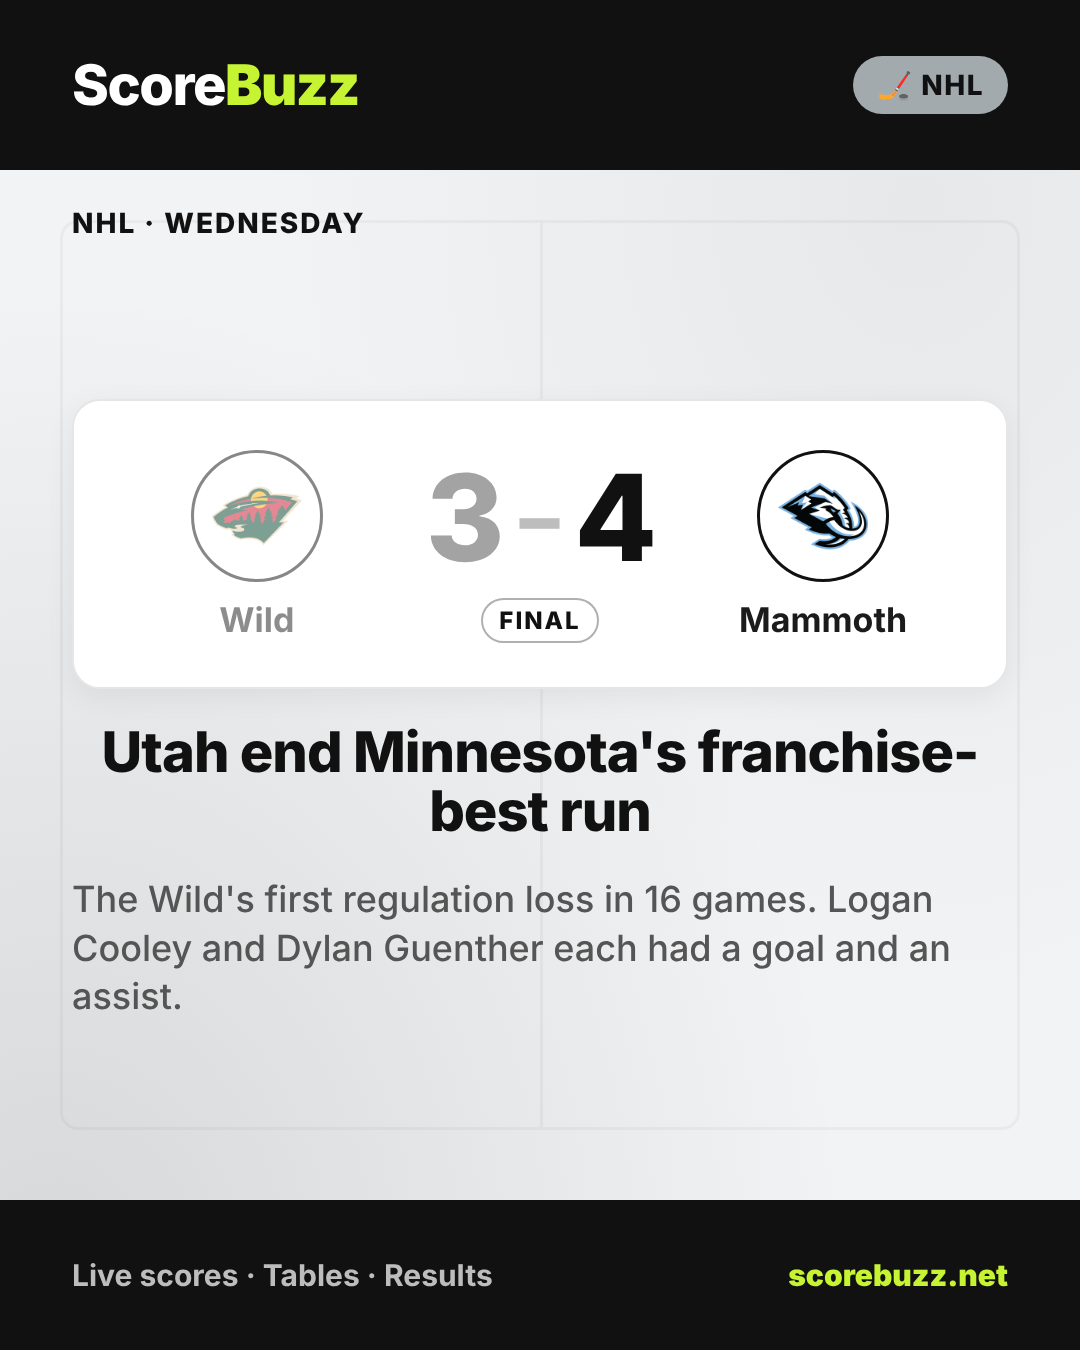 ScoreBuzz
NHL
NHL · WEDNESDAY
3-4
Wild
FINAL
Mammoth
Utah end Minnesota's franchise-
best run
The Wild's first regulation loss in 16 games. Logan
Cooley and Dylan Guenther each had a goal and an
assist.
Live scores · Tables · Results
scorebuzz.net